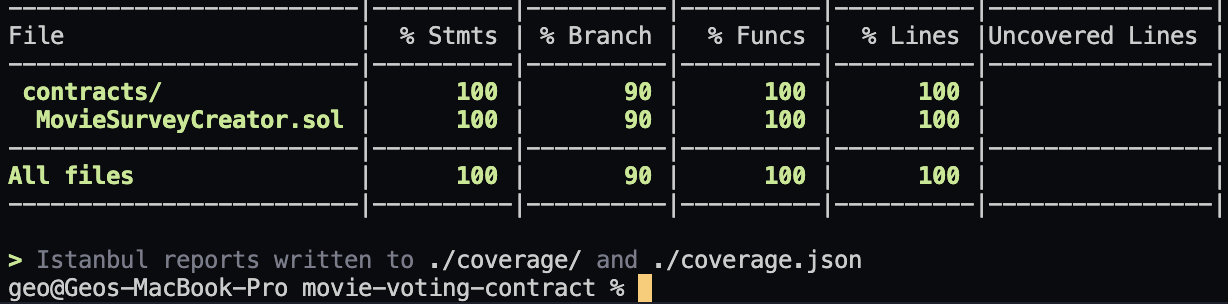 File | % Stmts | % Branch | % Funcs | % Lines |Uncovered Lines |
contracts/ | 100 | 90 | 100 | 100 | |
MovieSurveyCreator.sol | 100 | 90 | 100 | 100 | |
All files | 100 | 90 | 100 | 100 | |
> Istanbul reports written to ./coverage/ and ./coverage.json
geo@Geos-MacBook-Pro movie-voting-contract %